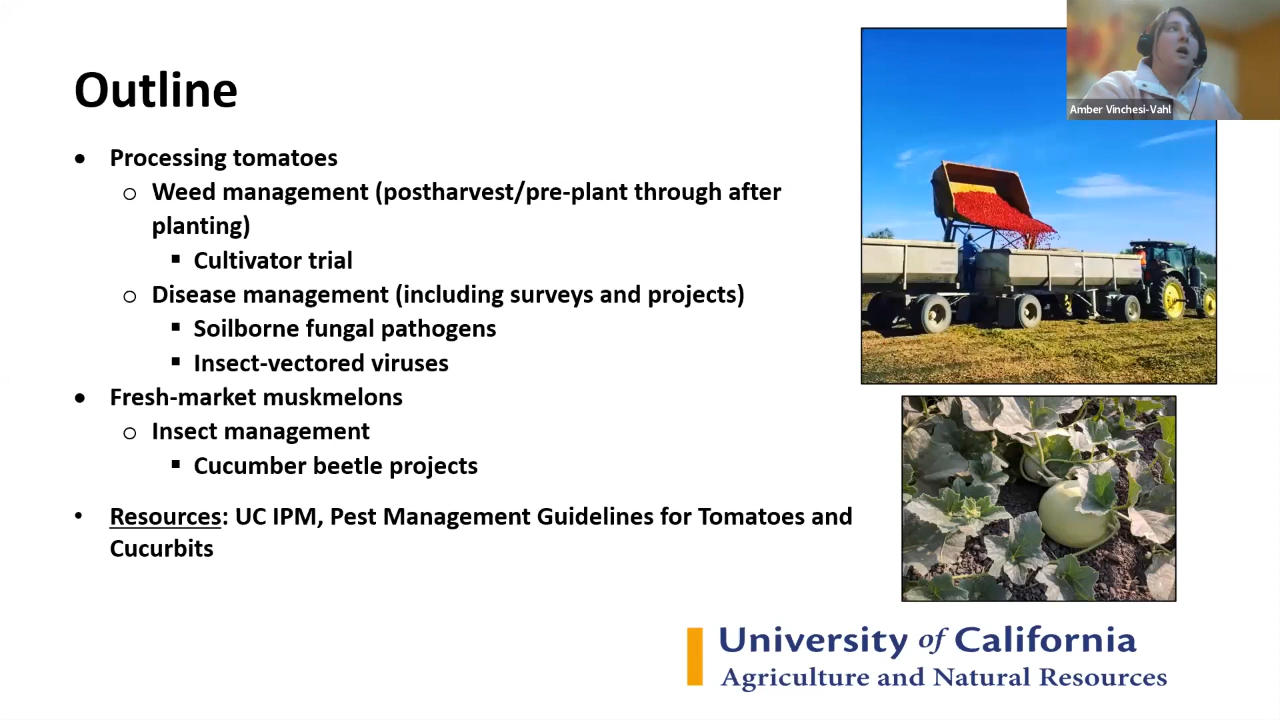 Outline
Amber Vinchesi-Vahl
• Processing tomatoes
o Weed management (postharvest/pre-plant through after
planting)
▪ Cultivator trial
o Disease management (including surveys and projects)
▪ Soilborne fungal pathogens
▪ Insect-vectored viruses
• Fresh-market muskmelons
o Insect management
▪ Cucumber beetle projects
• Resources: UC IPM, Pest Management Guidelines for Tomatoes and
Cucurbits
University of California
Agriculture and Natural Resources